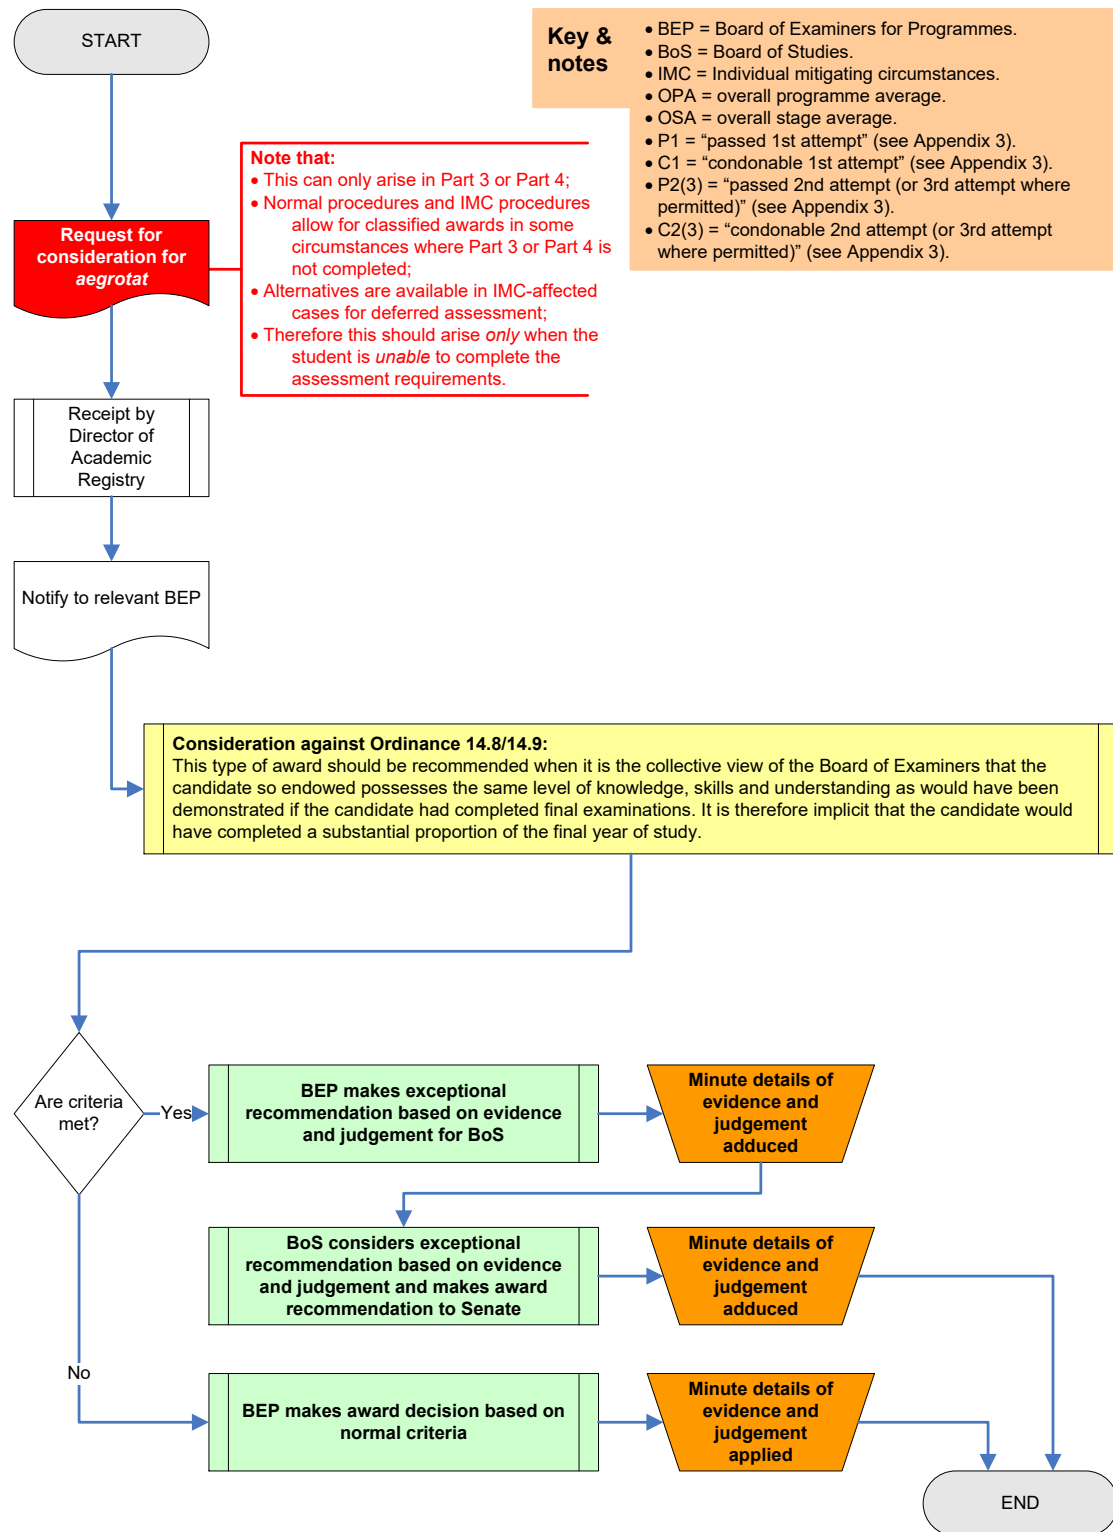 START
Key &
notes
• BEP = Board of Examiners for Programmes.
• BoS = Board of Studies.
• IMC = Individual mitigating circumstances.
• OPA = overall programme average.
• OSA = overall stage average.
• P1 = “passed 1st attempt” (see Appendix 3).
• C1 = “condonable 1st attempt” (see Appendix 3).
• P2(3) = “passed 2nd attempt (or 3rd attempt where
permitted)” (see Appendix 3).
• C2(3) = “condonable 2nd attempt (or 3rd attempt
where permitted)” (see Appendix 3).
Request for
consideration for
aegrotat
Note that:
• This can only arise in Part 3 or Part 4;
• Normal procedures and IMC procedures
allow for classified awards in some
circumstances where Part 3 or Part 4 is
not completed;
• Alternatives are available in IMC-affected
cases for deferred assessment;
• Therefore this should arise only when the
student is unable to complete the
assessment requirements.
Receipt by
Director of
Academic
Registry
Notify to relevant BEP
Consideration against Ordinance 14.8/14.9:
This type of award should be recommended when it is the collective view of the Board of Examiners that the
candidate so endowed possesses the same level of knowledge, skills and understanding as would have been
demonstrated if the candidate had completed final examinations. It is therefore implicit that the candidate would
have completed a substantial proportion of the final year of study.
Are criteria
met?
Yes
BEP makes exceptional
recommendation based on evidence
and judgement for BoS
Minute details of
evidence and
judgement
adduced
BoS considers exceptional
recommendation based on evidence
and judgement and makes award
recommendation to Senate
Minute details of
evidence and
judgement
adduced
No
BEP makes award decision based on
normal criteria
Minute details of
evidence and
judgement
applied
END